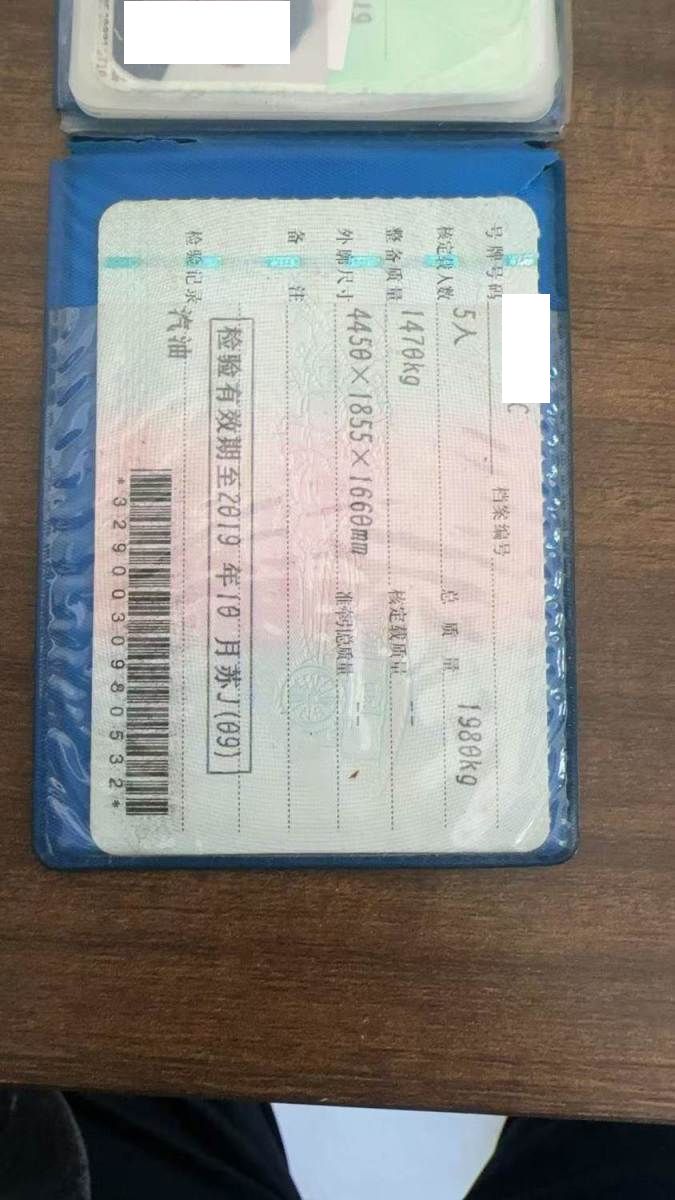 号牌号码 C 档案编号
核定载人数 5人 总质量 1980kg
整备质量 1470kg 核定载质量 --
外廓尺寸 4450×1855×1660mm 准牵引总质量 --
备注
检验有效期至2019 年10 月苏J(09)
检验记录
汽油
*3290030980532*
19